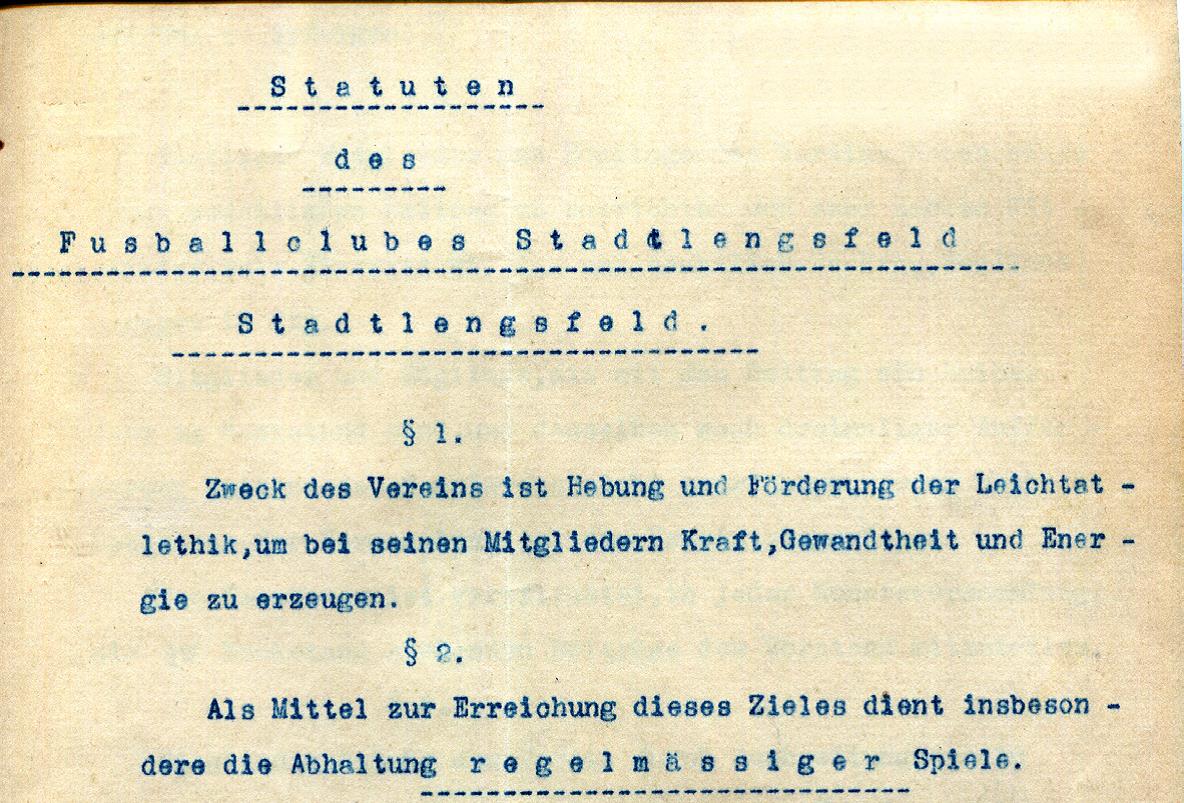 Statuten
des
Fusballclubes Stadtlengsfeld
Stadtlengsfeld.
§ 1.
Zweck des Vereins ist Hebung und Förderung der Leichtat -
lethik,um bei seinen Mitgliedern Kraft,Gewandtheit und Ener -
gie zu erzeugen.
§ 2.
Als Mittel zur Erreichung dieses Zieles dient insbeson -
dere die Abhaltung regelmässiger Spiele.